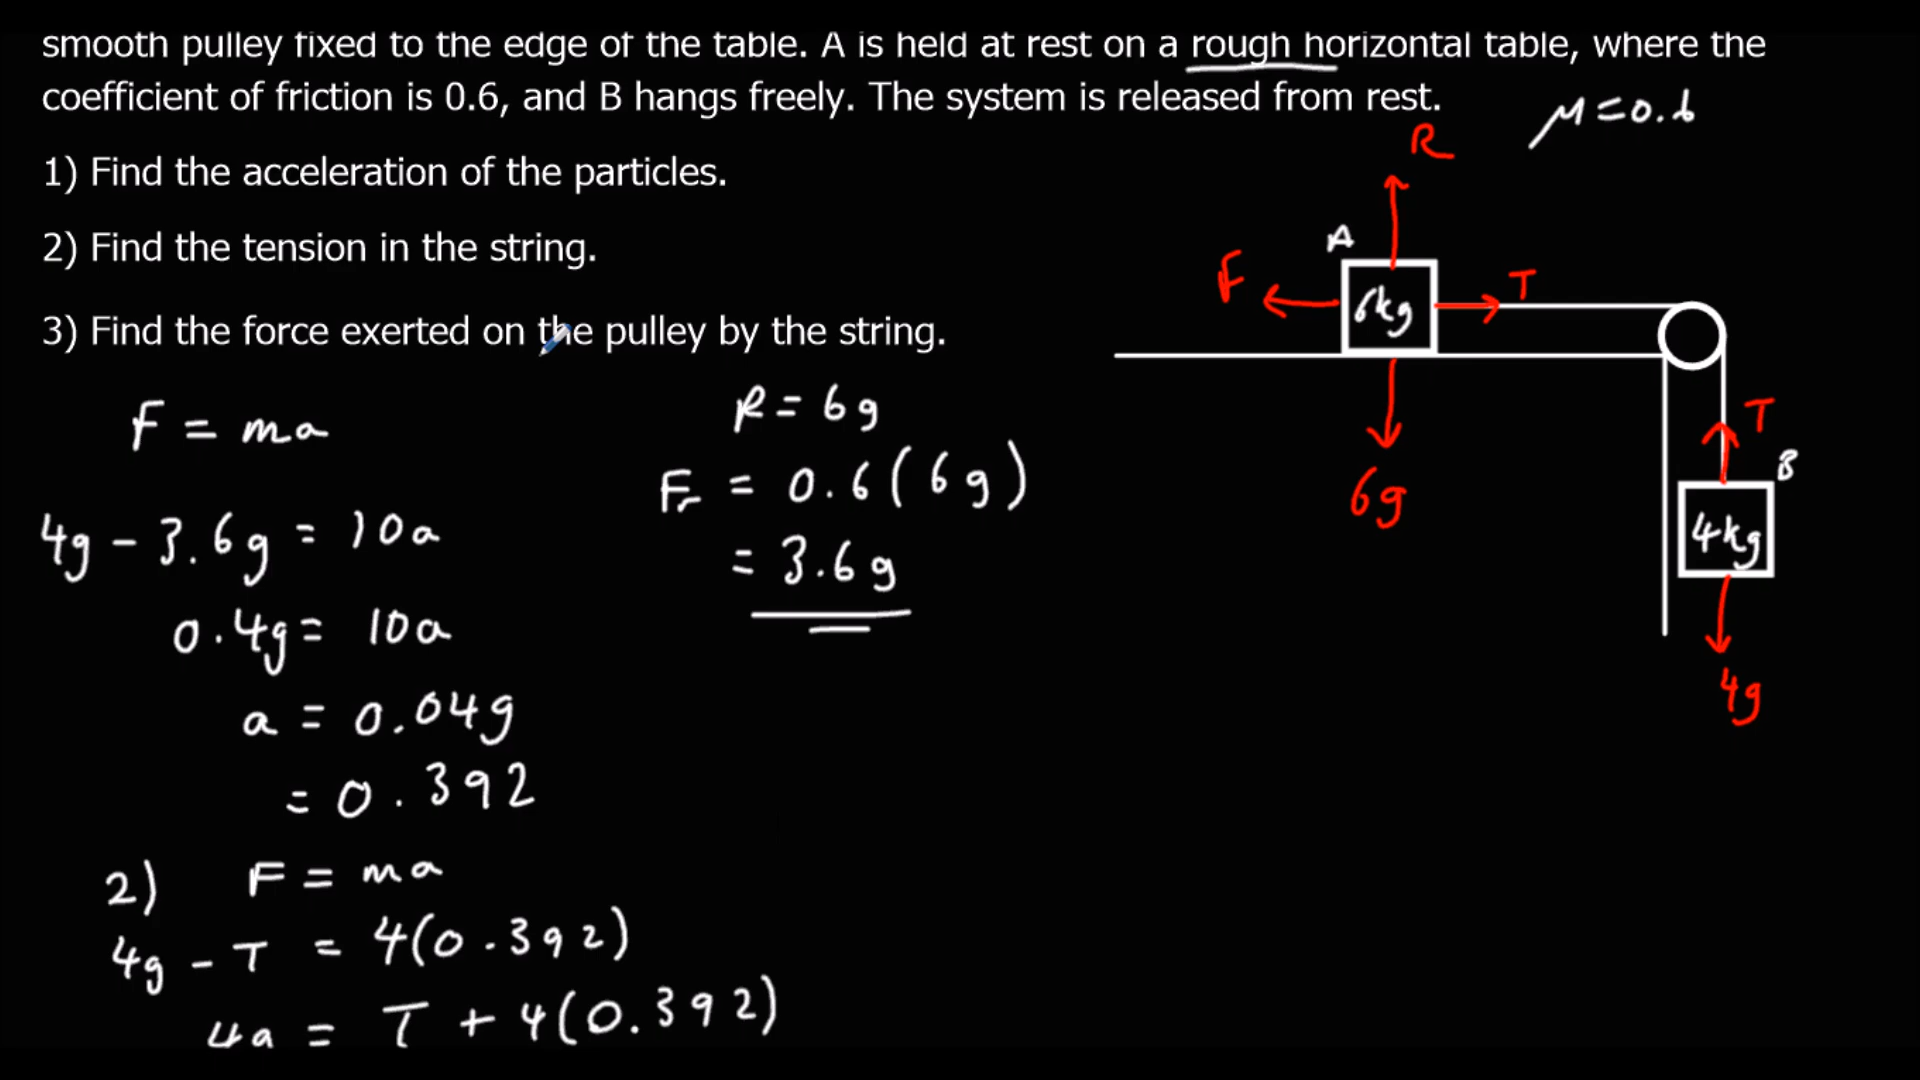 smooth pulley fixed to the edge of the table. A is held at rest on a rough horizontal table, where the
coefficient of friction is 0.6, and B hangs freely. The system is released from rest.
μ=0.6
1) Find the acceleration of the particles.
2) Find the tension in the string.
3) Find the force exerted on the pulley by the string.
R
A
F
6kg
T
6g
T
B
4kg
4g
F = ma
4g - 3.6g = 10a
0.4g = 10a
a = 0.04g
= 0.392
R = 6g
Fr = 0.6(6g)
= 3.6g
2) F = ma
4g - T = 4(0.392)
4g = T + 4(0.392)